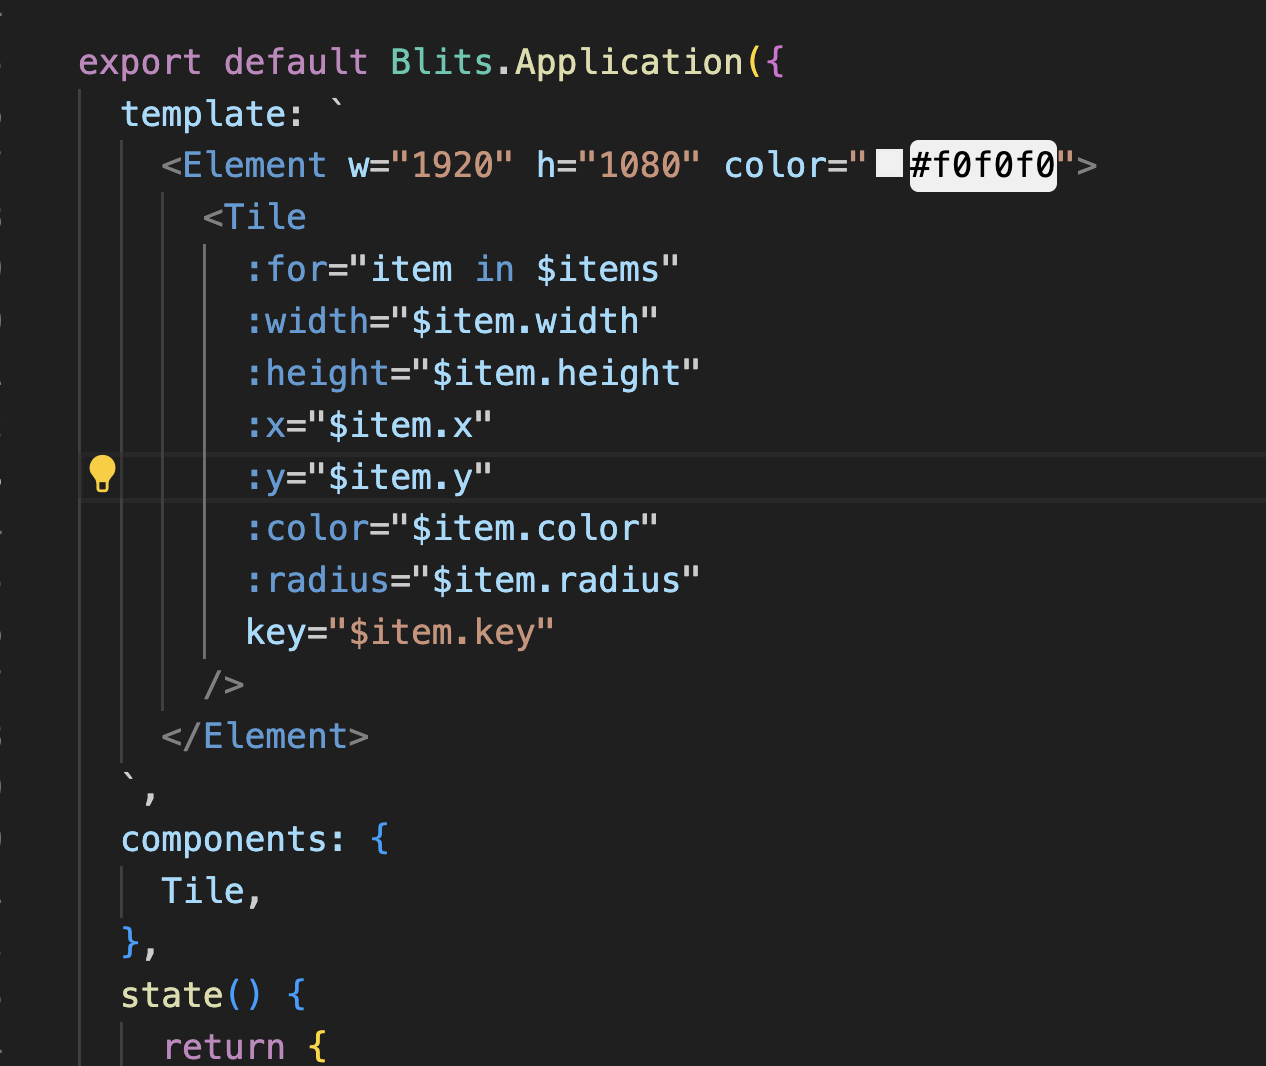 export default Blits.Application({
template: `
<Element w="1920" h="1080" color="#f0f0f0">
<Tile
:for="item in $items"
:width="$item.width"
:height="$item.height"
:x="$item.x"
:y="$item.y"
:color="$item.color"
:radius="$item.radius"
key="$item.key"
/>
</Element>
`,
components: {
Tile,
},
state() {
return {